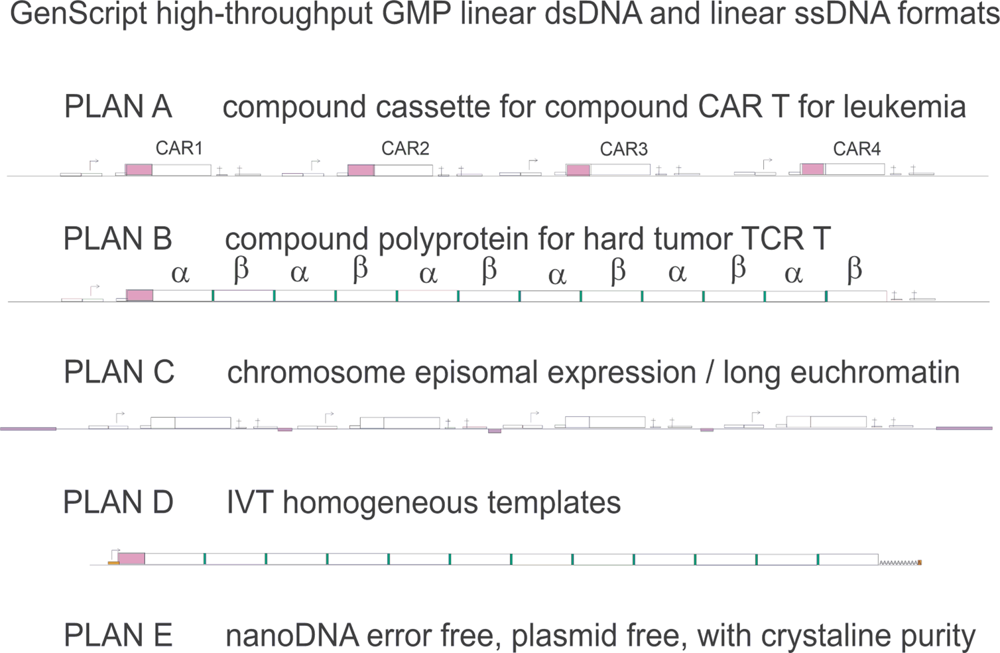 GenScript high-throughput GMP linear dsDNA and linear ssDNA formats
PLAN A compound cassette for compound CAR T for leukemia
CAR1 CAR2 CAR3 CAR4
PLAN B compound polyprotein for hard tumor TCR T
α β α β α β α β α β α β
PLAN C chromosome episomal expression / long euchromatin
PLAN D IVT homogeneous templates
AAAAAAAAAAAA
PLAN E nanoDNA error free, plasmid free, with crystaline purity